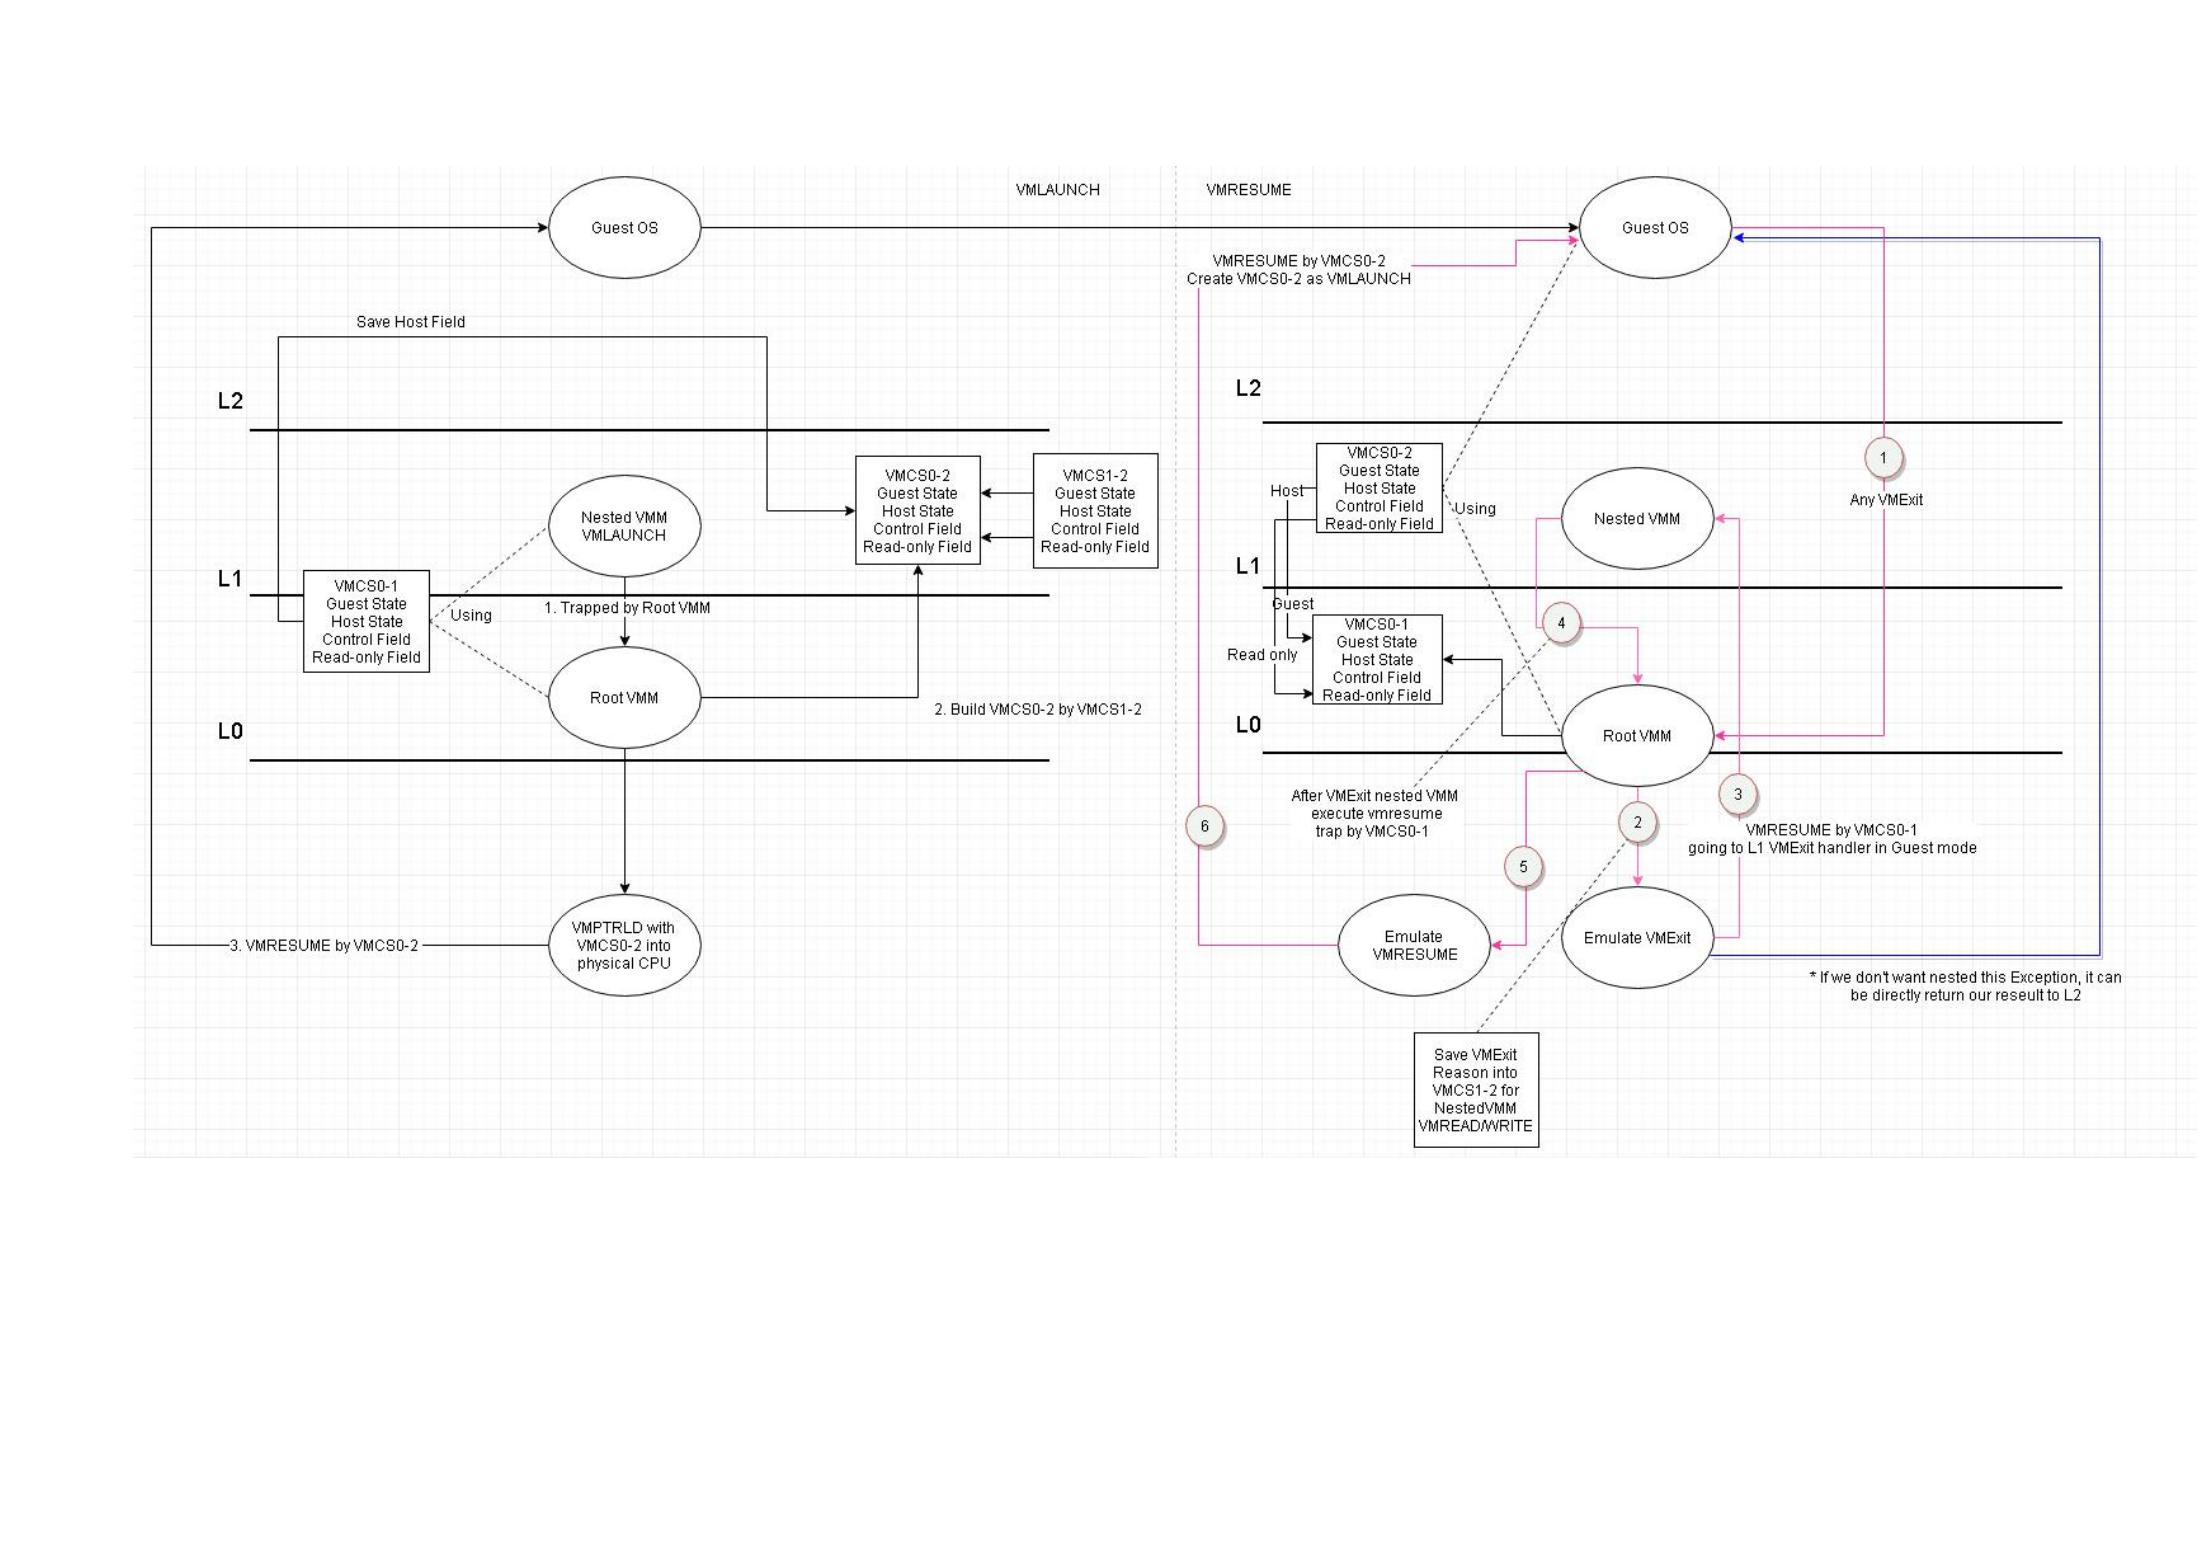 VMLAUNCH
VMRESUME
Guest OS
Save Host Field
L2
VMCS0-2
Guest State
Host State
Control Field
Read-only Field
VMCS1-2
Guest State
Host State
Control Field
Read-only Field
Nested VMM
VMLAUNCH
L1
VMCS0-1
Guest State
Host State
Control Field
Read-only Field
Using
1. Trapped by Root VMM
Root VMM
2. Build VMCS0-2 by VMCS1-2
L0
VMPTRLD with
VMCS0-2 into
physical CPU
3. VMRESUME by VMCS0-2
Guest OS
VMRESUME by VMCS0-2
Create VMCS0-2 as VMLAUNCH
L2
VMCS0-2
Guest State
Host State
Control Field
Read-only Field
Host
Using
Nested VMM
1
Any VMExit
L1
Guest
VMCS0-1
Guest State
Host State
Control Field
Read-only Field
Read only
4
Root VMM
L0
After VMExit nested VMM
execute vmresume
trap by VMCS0-1
6
5
2
3
VMRESUME by VMCS0-1
going to L1 VMExit handler in Guest mode
Emulate
VMRESUME
Emulate VMExit
* If we don't want nested this Exception, it can
be directly return our reseult to L2
Save VMExit
Reason into
VMCS1-2 for
NestedVMM
VMREAD/WRITE